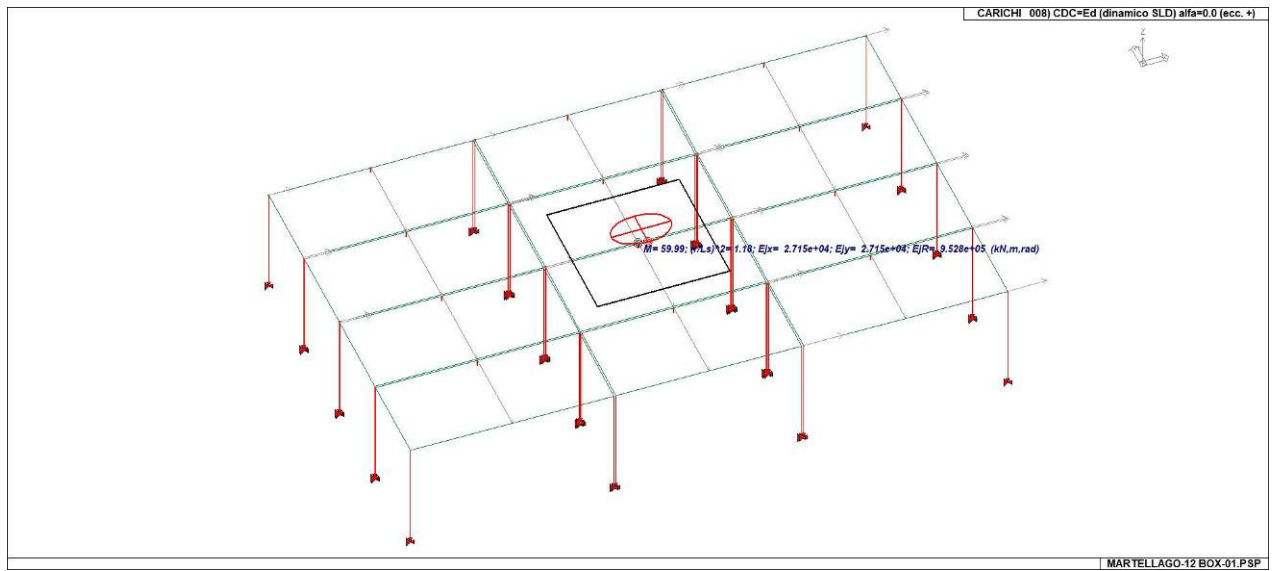 CARICHI 008) CDC=Ed (dinamico SLD) alfa=0.0 (ecc. +)
Z
M= 59.99; (r/Ls)^2= 1.18; Ejx= 2.715e+04; Ejy= 2.715e+04; EjR= 9.528e+05 (kN,m,rad)
MARTELLAGO-12 BOX-01.PSP